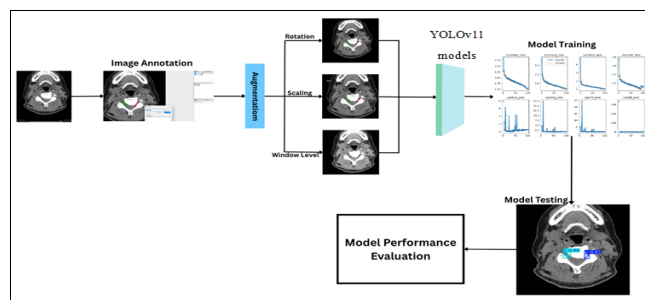 Rotation
YOLOv11
models
Model Training
Image Annotation
Augmentation
Scaling
Window Level
Model Testing
Model Performance
Evaluation